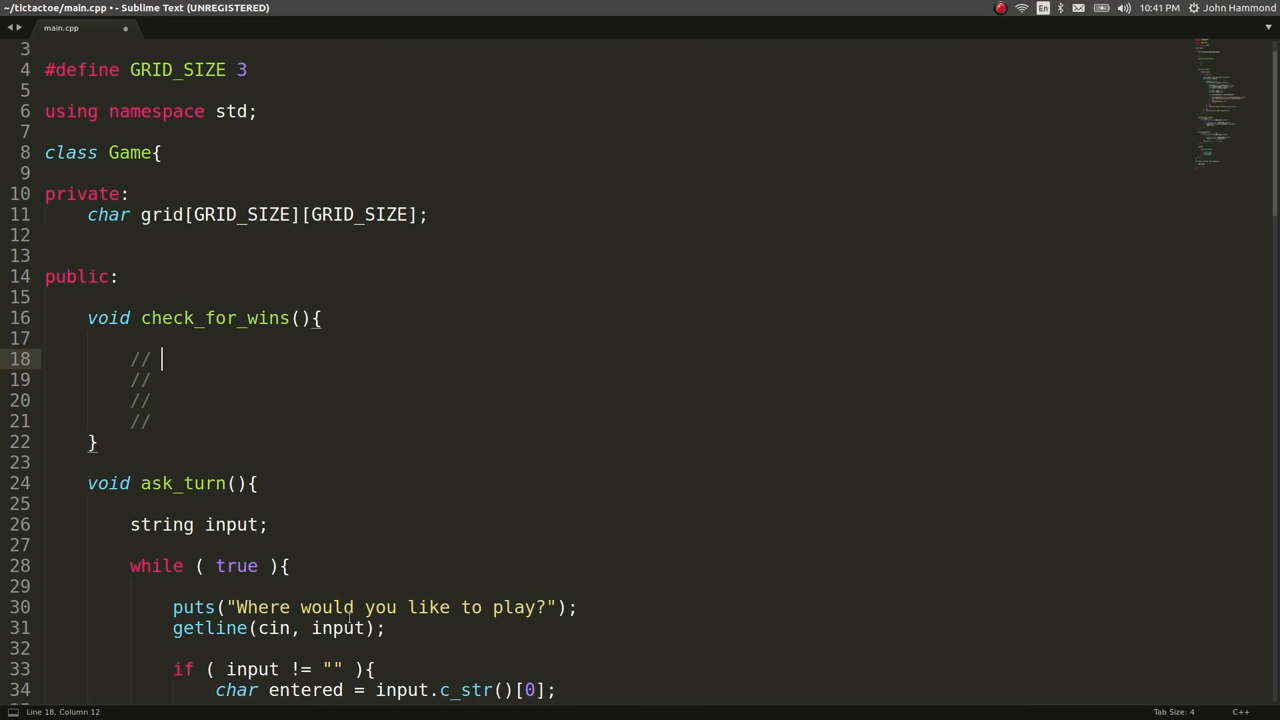 ~/tictactoe/main.cpp • - Sublime Text (UNREGISTERED)
En
10:41 PM
John Hammond
main.cpp
3
4 #define GRID_SIZE 3
5
6 using namespace std;
7
8 class Game{
9
10 private:
11 char grid[GRID_SIZE][GRID_SIZE];
12
13
14 public:
15
16 void check_for_wins(){
17
18 //
19 //
20 //
21 //
22 }
23
24 void ask_turn(){
25
26 string input;
27
28 while ( true ){
29
30 puts("Where would you like to play?");
31 getline(cin, input);
32
33 if ( input != "" ){
34 char entered = input.c_str()[0];
Line 18, Column 12
Tab Size: 4
C++